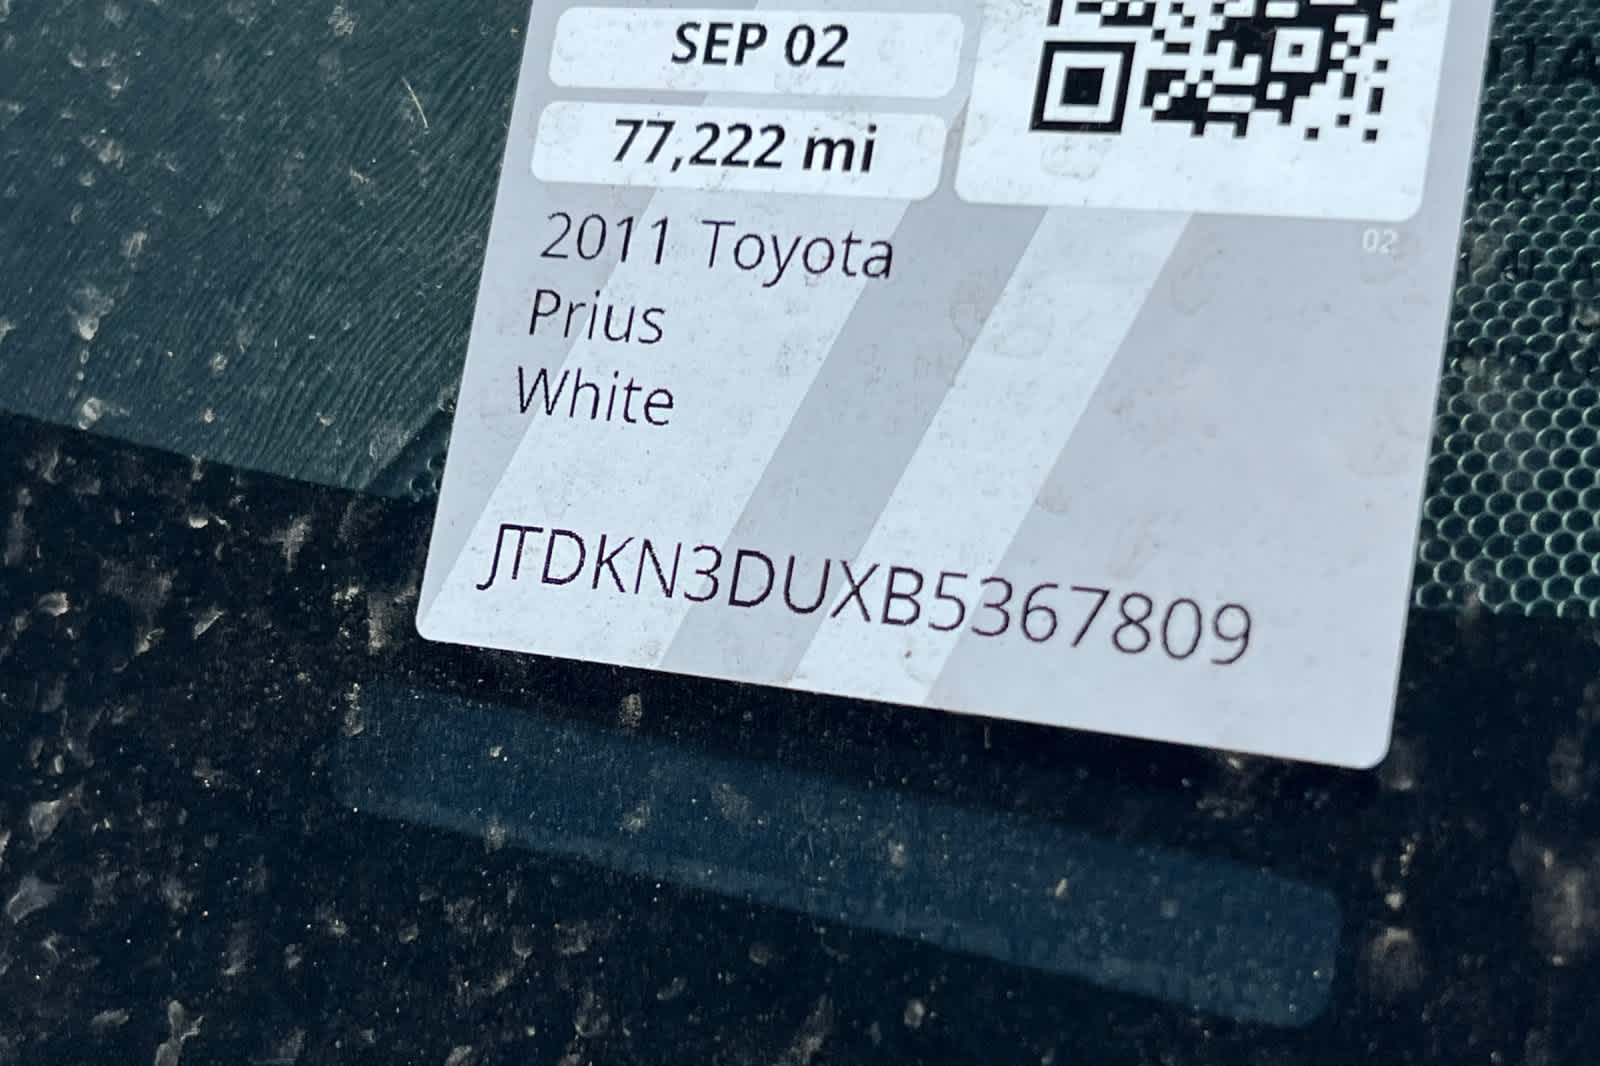 SEP 02
77,222 mi
2011 Toyota
Prius
White
02
JTDKN3DUXB5367809